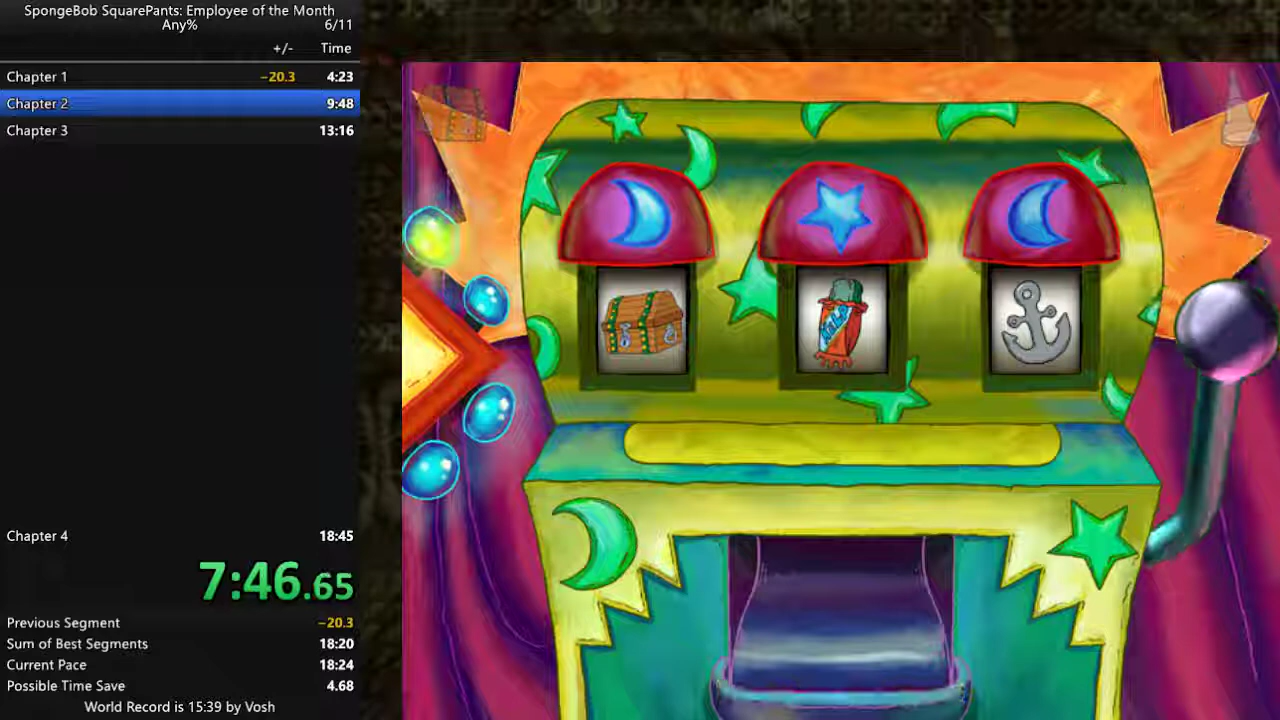 SpongeBob SquarePants: Employee of the Month
Any% 6/11
+/- Time
Chapter 1 −20.3 4:23
Chapter 2 9:48
Chapter 3 13:16
KELP
Chapter 4 18:45
7:46.65
Previous Segment −20.3
Sum of Best Segments 18:20
Current Pace 18:24
Possible Time Save 4.68
World Record is 15:39 by Vosh